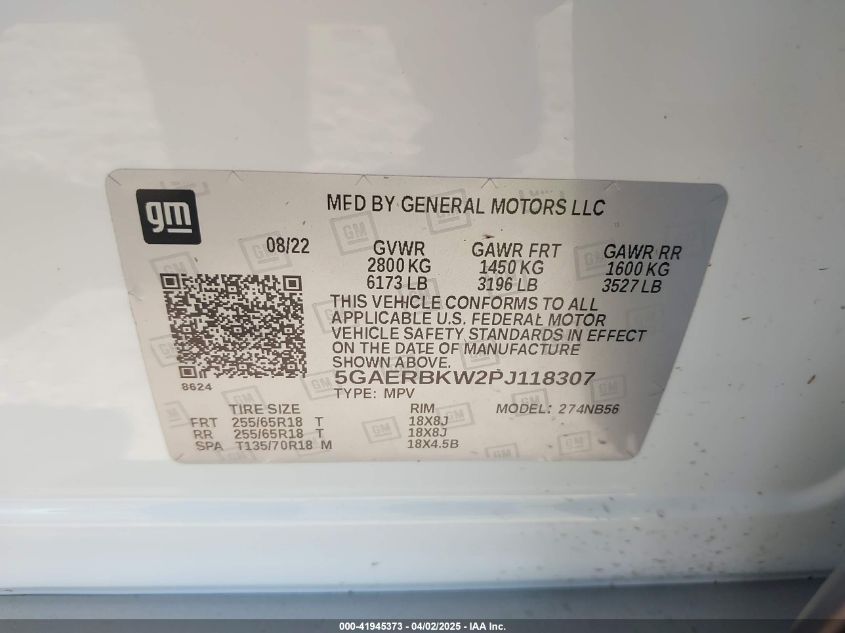 gm
MFD BY GENERAL MOTORS LLC
08/22 GVWR GAWR FRT GAWR RR
2800 KG 1450 KG 1600 KG
6173 LB 3196 LB 3527 LB
THIS VEHICLE CONFORMS TO ALL
APPLICABLE U.S. FEDERAL MOTOR
VEHICLE SAFETY STANDARDS IN EFFECT
ON THE DATE OF MANUFACTURE
SHOWN ABOVE.
5GAERBKW2PJ118307
8624
TYPE: MPV
TIRE SIZE RIM MODEL: 274NB56
FRT 255/65R18 T 18X8J
RR 255/65R18 T 18X8J
SPA T135/70R18 M 18X4.5B
000-41945373 - 04/02/2025 - IAA Inc.